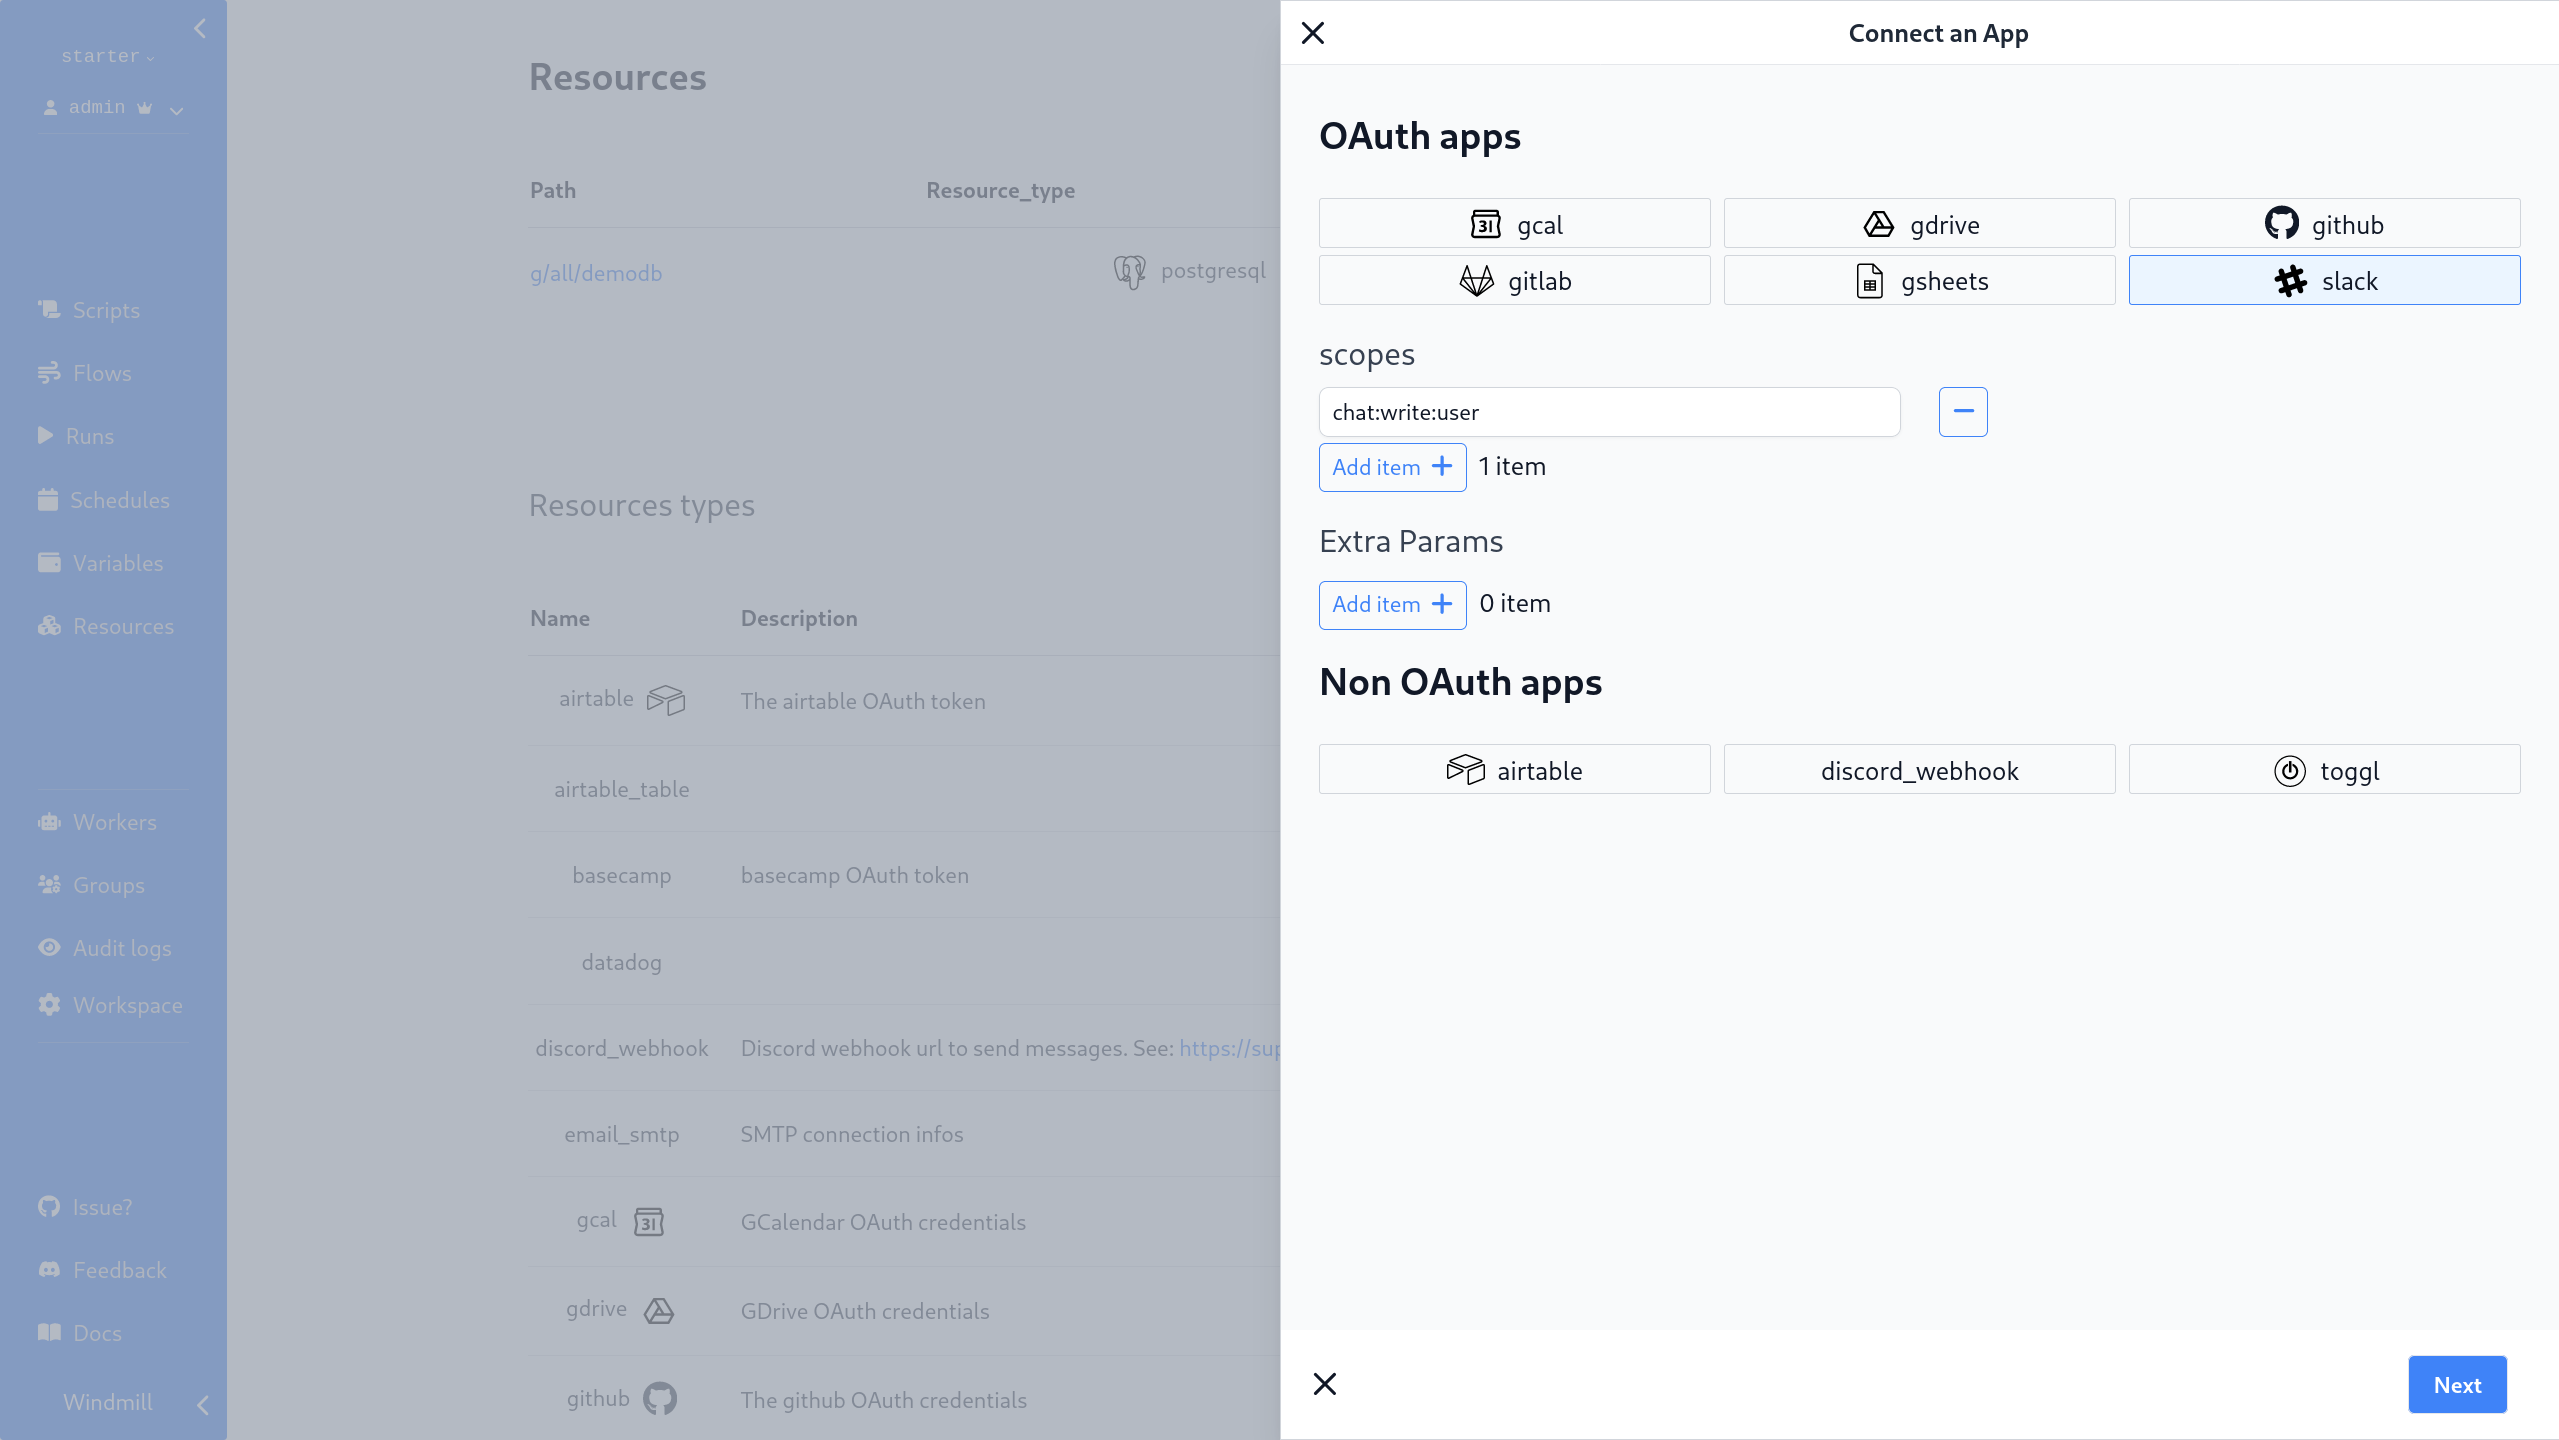 starter
admin
Scripts
Flows
Runs
Schedules
Variables
Resources
Workers
Groups
Audit logs
Workspace
Issue?
Feedback
Docs
Windmill
Resources
Path Resource_type
g/all/demodb postgresql
Resources types
Name Description
airtable The airtable OAuth token
airtable_table
basecamp basecamp OAuth token
datadog
discord_webhook Discord webhook url to send messages. See: https://sup
email_smtp SMTP connection infos
gcal 31 GCalendar OAuth credentials
gdrive GDrive OAuth credentials
github The github OAuth credentials
Connect an App
OAuth apps
31 gcal gdrive github
gitlab gsheets slack
scopes
chat:write:user
Add item + 1 item
Extra Params
Add item + 0 item
Non OAuth apps
airtable discord_webhook toggl
Next